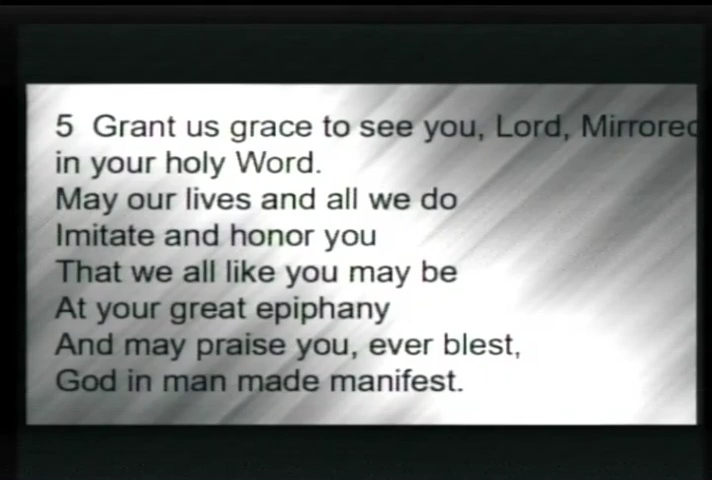 5 Grant us grace to see you, Lord, Mirrored
in your holy Word.
May our lives and all we do
Imitate and honor you
That we all like you may be
At your great epiphany
And may praise you, ever blest,
God in man made manifest.